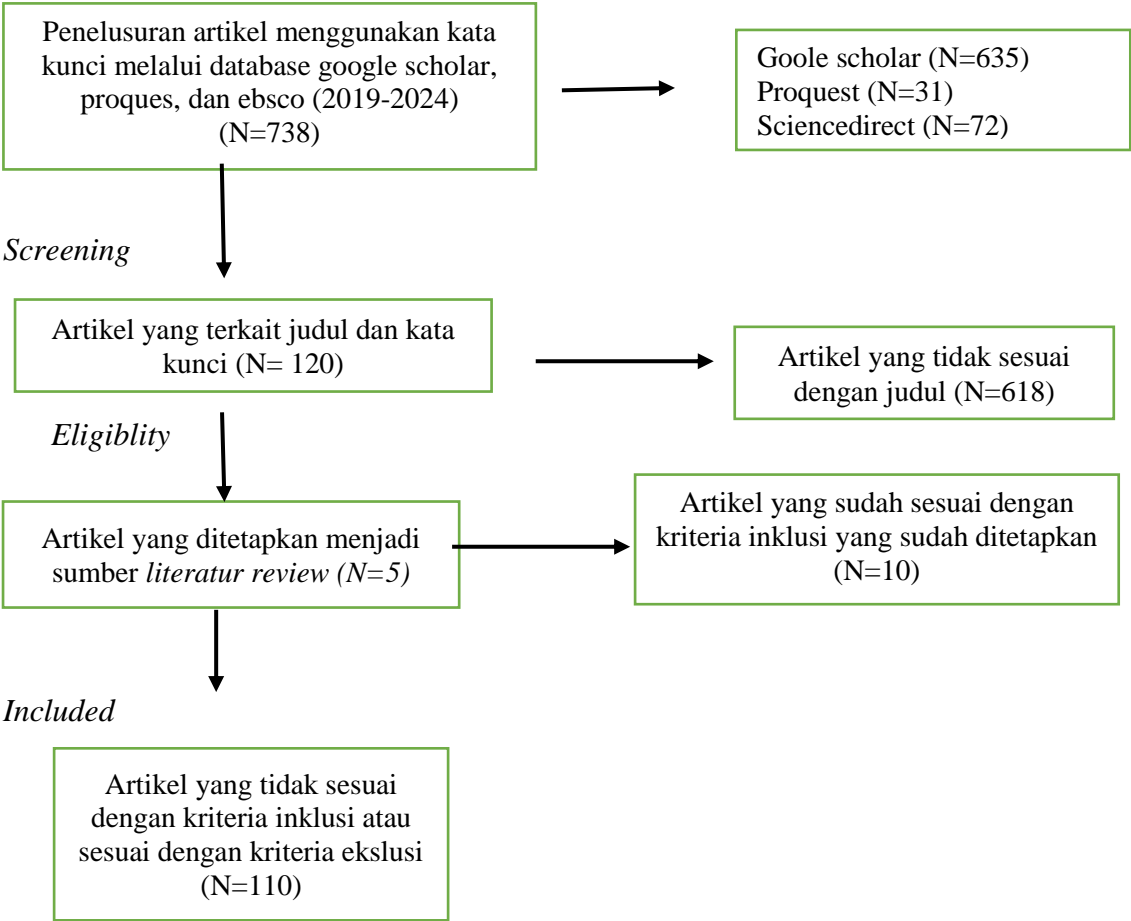 Penelusuran artikel menggunakan kata
kunci melalui database google scholar,
proques, dan ebsco (2019-2024)
(N=738)
Goole scholar (N=635)
Proquest (N=31)
Sciencedirect (N=72)
Screening
Artikel yang terkait judul dan kata
kunci (N= 120)
Artikel yang tidak sesuai
dengan judul (N=618)
Eligiblity
Artikel yang ditetapkan menjadi
sumber literatur review (N=5)
Artikel yang sudah sesuai dengan
kriteria inklusi yang sudah ditetapkan
(N=10)
Included
Artikel yang tidak sesuai
dengan kriteria inklusi atau
sesuai dengan kriteria ekslusi
(N=110)